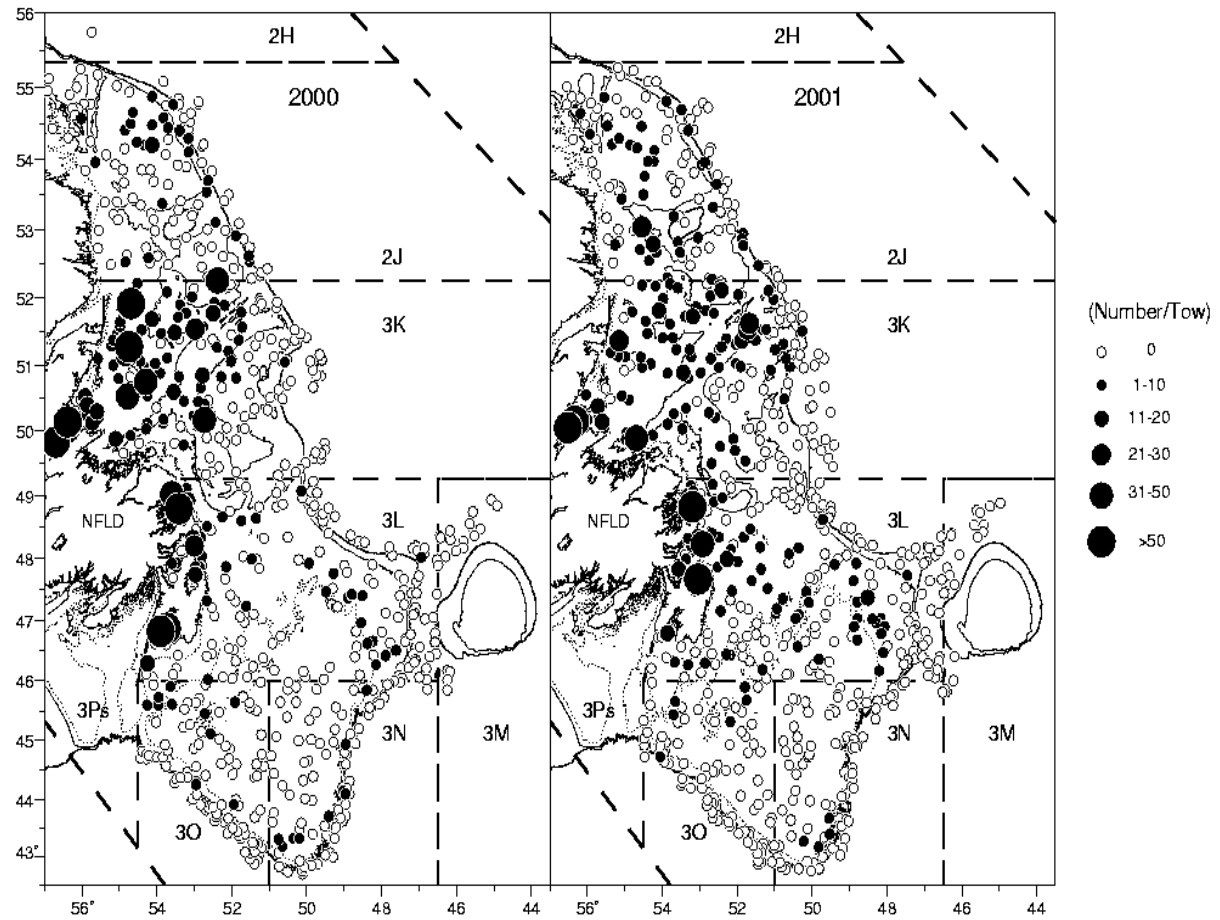 56
55
54
53
52
51
50
49
48
47
46
45
44
43°
2H
2000
2J
3K
3L
NFLD
3Ps
3N
3M
3O
56° 54 52 50 48 46 44
2H
2001
2J
3K
3L
NFLD
3Ps
3N
3M
3O
56° 54 52 50 48 46 44
(Number/Tow)
0
1-10
11-20
21-30
31-50
>50